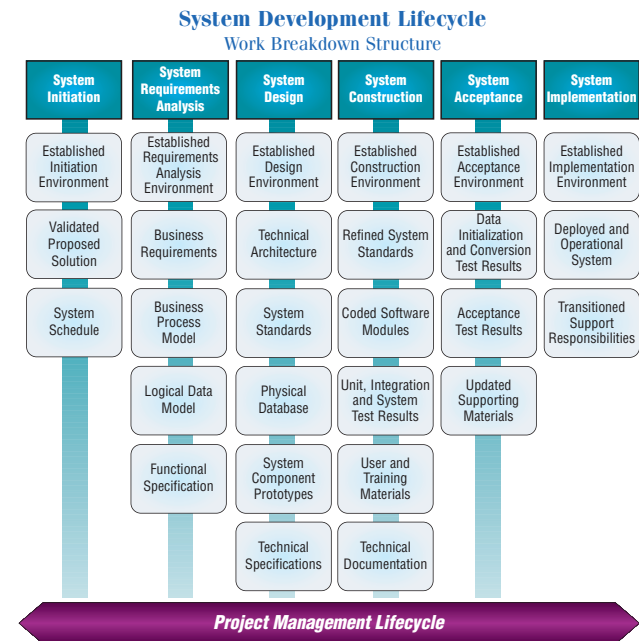 System Development Lifecycle
Work Breakdown Structure
System
Initiation
System
Requirements
Analysis
System
Design
System
Construction
System
Acceptance
System
Implementation
Established
Initiation
Environment
Established
Requirements
Analysis
Environment
Established
Design
Environment
Established
Construction
Environment
Established
Acceptance
Environment
Established
Implementation
Environment
Validated
Proposed
Solution
Business
Requirements
Technical
Architecture
Refined System
Standards
Data
Initialization
and Conversion
Test Results
Deployed and
Operational
System
System
Schedule
Business
Process
Model
System
Standards
Coded Software
Modules
Acceptance
Test Results
Transitioned
Support
Responsibilities
Logical Data
Model
Physical
Database
Unit, Integration
and System
Test Results
Updated
Supporting
Materials
Functional
Specification
System
Component
Prototypes
User and
Training
Materials
Technical
Specifications
Technical
Documentation
Project Management Lifecycle